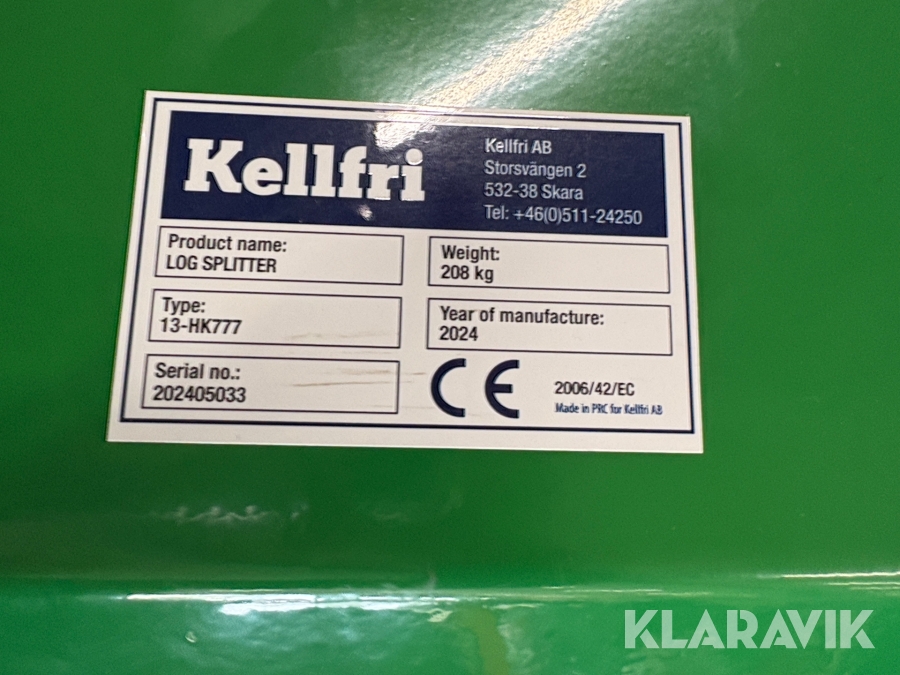 Kellfri
Kellfri AB
Storsvängen 2
532-38 Skara
Tel: +46(0)511-24250
Product name:
LOG SPLITTER
Weight:
208 kg
Type:
13-HK777
Year of manufacture:
2024
Serial no.:
202405033
CE
2006/42/EC
Made in PRC for Kellfri AB
KLARAVIK